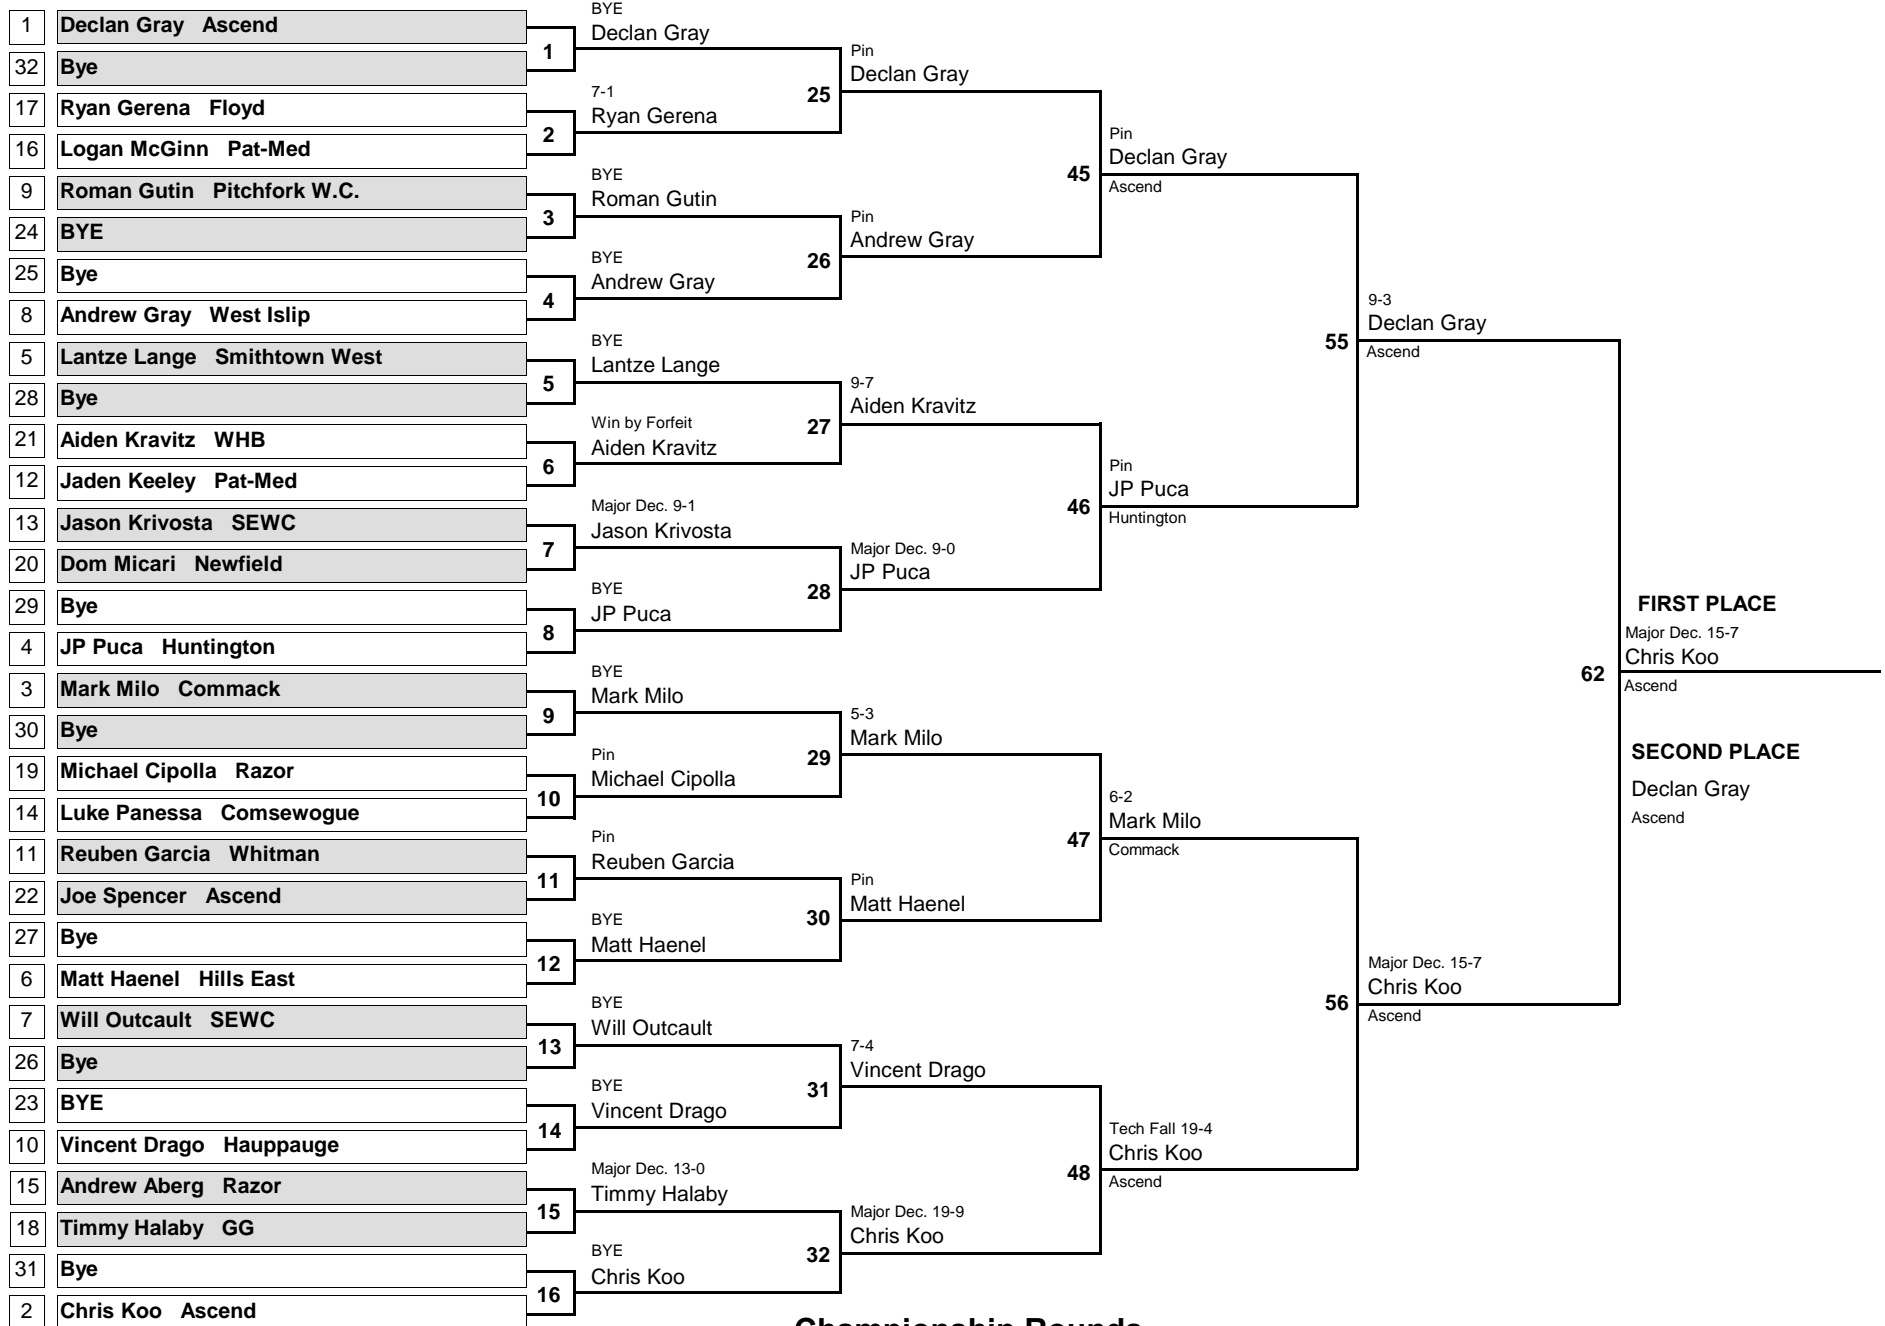 1 Declan Gray Ascend
32 Bye
17 Ryan Gerena Floyd
16 Logan McGinn Pat-Med
9 Roman Gutin Pitchfork W.C.
24 BYE
25 Bye
8 Andrew Gray West Islip
5 Lantze Lange Smithtown West
28 Bye
21 Aiden Kravitz WHB
12 Jaden Keeley Pat-Med
13 Jason Krivosta SEWC
20 Dom Micari Newfield
29 Bye
4 JP Puca Huntington
3 Mark Milo Commack
30 Bye
19 Michael Cipolla Razor
14 Luke Panessa Comsewogue
11 Reuben Garcia Whitman
22 Joe Spencer Ascend
27 Bye
6 Matt Haenel Hills East
7 Will Outcault SEWC
26 Bye
23 BYE
10 Vincent Drago Hauppauge
15 Andrew Aberg Razor
18 Timmy Halaby GG
31 Bye
2 Chris Koo Ascend
BYE
1 Declan Gray
7-1
2 Ryan Gerena
BYE
3 Roman Gutin
BYE
4 Andrew Gray
BYE
5 Lantze Lange
Win by Forfeit
6 Aiden Kravitz
Major Dec. 9-1
7 Jason Krivosta
BYE
8 JP Puca
BYE
9 Mark Milo
Pin
10 Michael Cipolla
Pin
11 Reuben Garcia
BYE
12 Matt Haenel
BYE
13 Will Outcault
BYE
14 Vincent Drago
Major Dec. 13-0
15 Timmy Halaby
BYE
16 Chris Koo
Pin
25 Declan Gray
Pin
26 Andrew Gray
9-7
27 Aiden Kravitz
Major Dec. 9-0
28 JP Puca
5-3
29 Mark Milo
Pin
30 Matt Haenel
7-4
31 Vincent Drago
Major Dec. 19-9
32 Chris Koo
Pin
Declan Gray
45 Ascend
Pin
JP Puca
46 Huntington
6-2
Mark Milo
47 Commack
Tech Fall 19-4
Chris Koo
48 Ascend
9-3
Declan Gray
55 Ascend
Major Dec. 15-7
Chris Koo
56 Ascend
FIRST PLACE
Major Dec. 15-7
Chris Koo
62 Ascend
SECOND PLACE
Declan Gray
Ascend
Championship Rounds